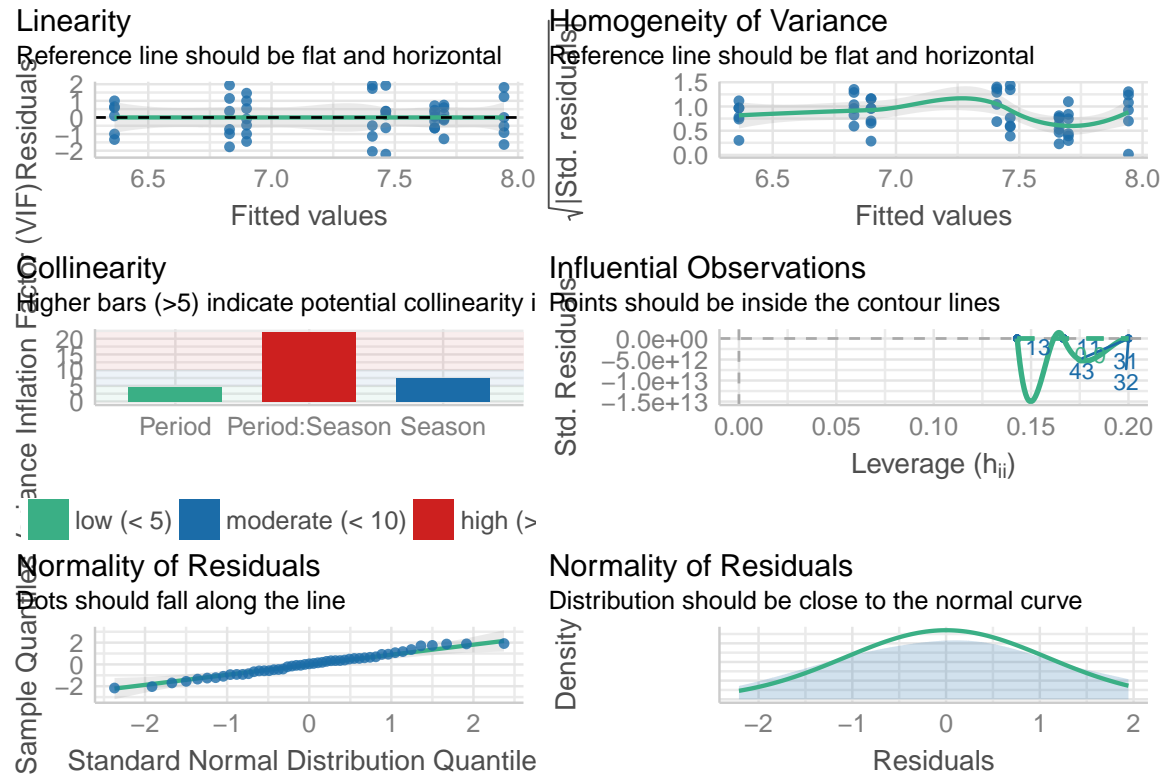 Linearity
Reference line should be flat and horizontal
Residuals
2
1
0
−1
−2
6.5 7.0 7.5 8.0
Fitted values
Homogeneity of Variance
Reference line should be flat and horizontal
√|Std. residuals|
1.5
1.0
0.5
0.0
6.5 7.0 7.5 8.0
Fitted values
Collinearity
Higher bars (>5) indicate potential collinearity i
Inflation Factor (VIF)
20
15
10
5
0
Period Period:Season Season
low (< 5) moderate (< 10) high (>
Influential Observations
Points should be inside the contour lines
Std. Residuals
0.0e+00
−5.0e+12
−1.0e+13
−1.5e+13
13 11
43 31
32
0.00 0.05 0.10 0.15 0.20
Leverage (hii)
Normality of Residuals
Dots should fall along the line
Sample Quantiles
2
0
−2
−2 −1 0 1 2
Standard Normal Distribution Quantile
Normality of Residuals
Distribution should be close to the normal curve
Density
−2 −1 0 1 2
Residuals